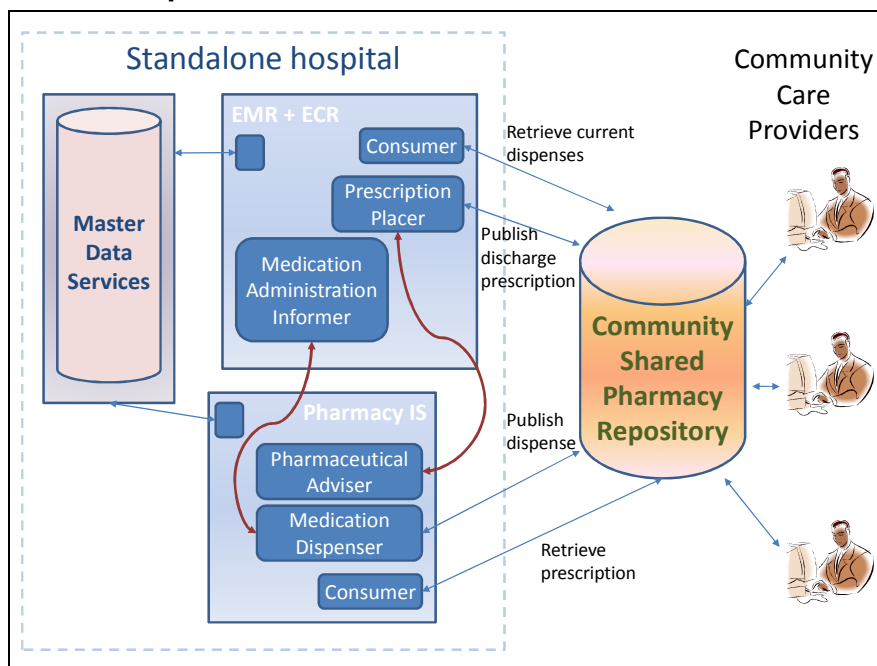 Standalone hospital
Community
Care
Providers
EMR + ECR
Consumer
Retrieve current
dispenses
Prescription
Placer
Master
Data
Services
Publish
discharge
prescription
Medication
Administration
Informer
Community
Shared
Pharmacy
Repository
Pharmacy IS
Publish
dispense
Pharmaceutical
Adviser
Medication
Dispenser
Retrieve
prescription
Consumer